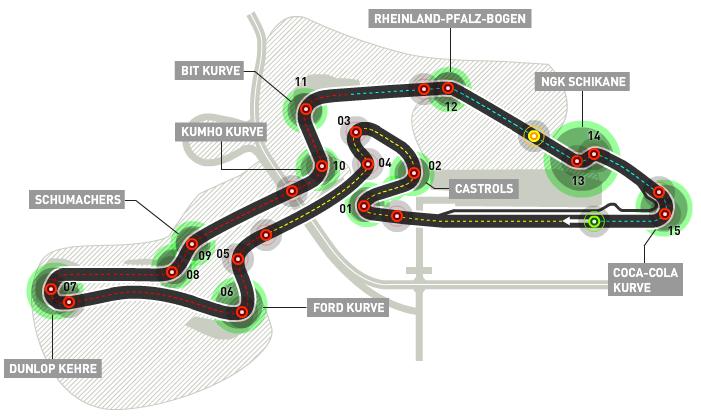 RHEINLAND-PFALZ-BOGEN
BIT KURVE
11
NGK SCHIKANE
12
KUMHO KURVE
03
14
10
04
02
13
SCHUMACHERS
CASTROLS
01
09
05
15
08
07
06
COCA-COLA
KURVE
FORD KURVE
DUNLOP KEHRE